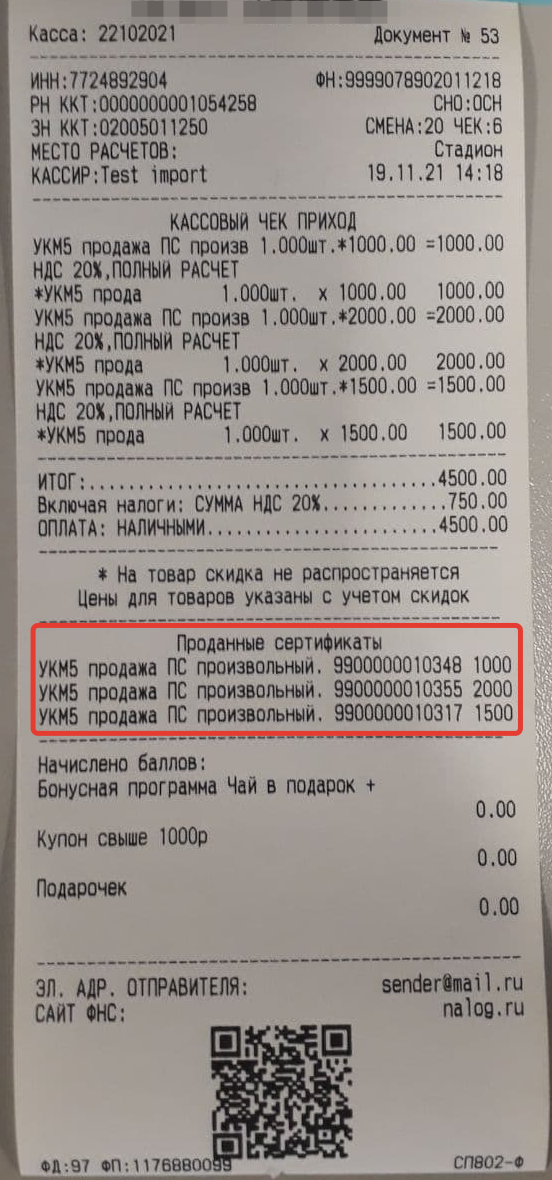 Касса: 22102021 Документ № 53
ИНН:7724892904 ФН:9999078902011218
РН ККТ:0000000001054258 СНО:ОСН
ЗН ККТ:02005011250 СМЕНА:20 ЧЕК:6
МЕСТО РАСЧЕТОВ: Стадион
КАССИР:Test import 19.11.21 14:18
КАССОВЫЙ ЧЕК ПРИХОД
УКМ5 продажа ПС произв 1.000шт.*1000.00 =1000.00
НДС 20%,ПОЛНЫЙ РАСЧЕТ
*УКМ5 прода 1.000шт. x 1000.00 1000.00
УКМ5 продажа ПС произв 1.000шт.*2000.00 =2000.00
НДС 20%,ПОЛНЫЙ РАСЧЕТ
*УКМ5 прода 1.000шт. x 2000.00 2000.00
УКМ5 продажа ПС произв 1.000шт.*1500.00 =1500.00
НДС 20%,ПОЛНЫЙ РАСЧЕТ
*УКМ5 прода 1.000шт. x 1500.00 1500.00
ИТОГ:..................................4500.00
Включая налоги: СУММА НДС 20%............750.00
ОПЛАТА: НАЛИЧНЫМИ.......................4500.00
* На товар скидка не распространяется
Цены для товаров указаны с учетом скидок
Проданные сертификаты
УКМ5 продажа ПС произвольный. 9900000010348 1000
УКМ5 продажа ПС произвольный. 9900000010355 2000
УКМ5 продажа ПС произвольный. 9900000010317 1500
Начислено баллов:
Бонусная программа Чай в подарок +
0.00
Купон свыше 1000р
0.00
Подарочек
0.00
ЭЛ. АДР. ОТПРАВИТЕЛЯ: sender@mail.ru
САЙТ ФНС: nalog.ru
ФД:97 ФП:1176880099 СП802-Ф